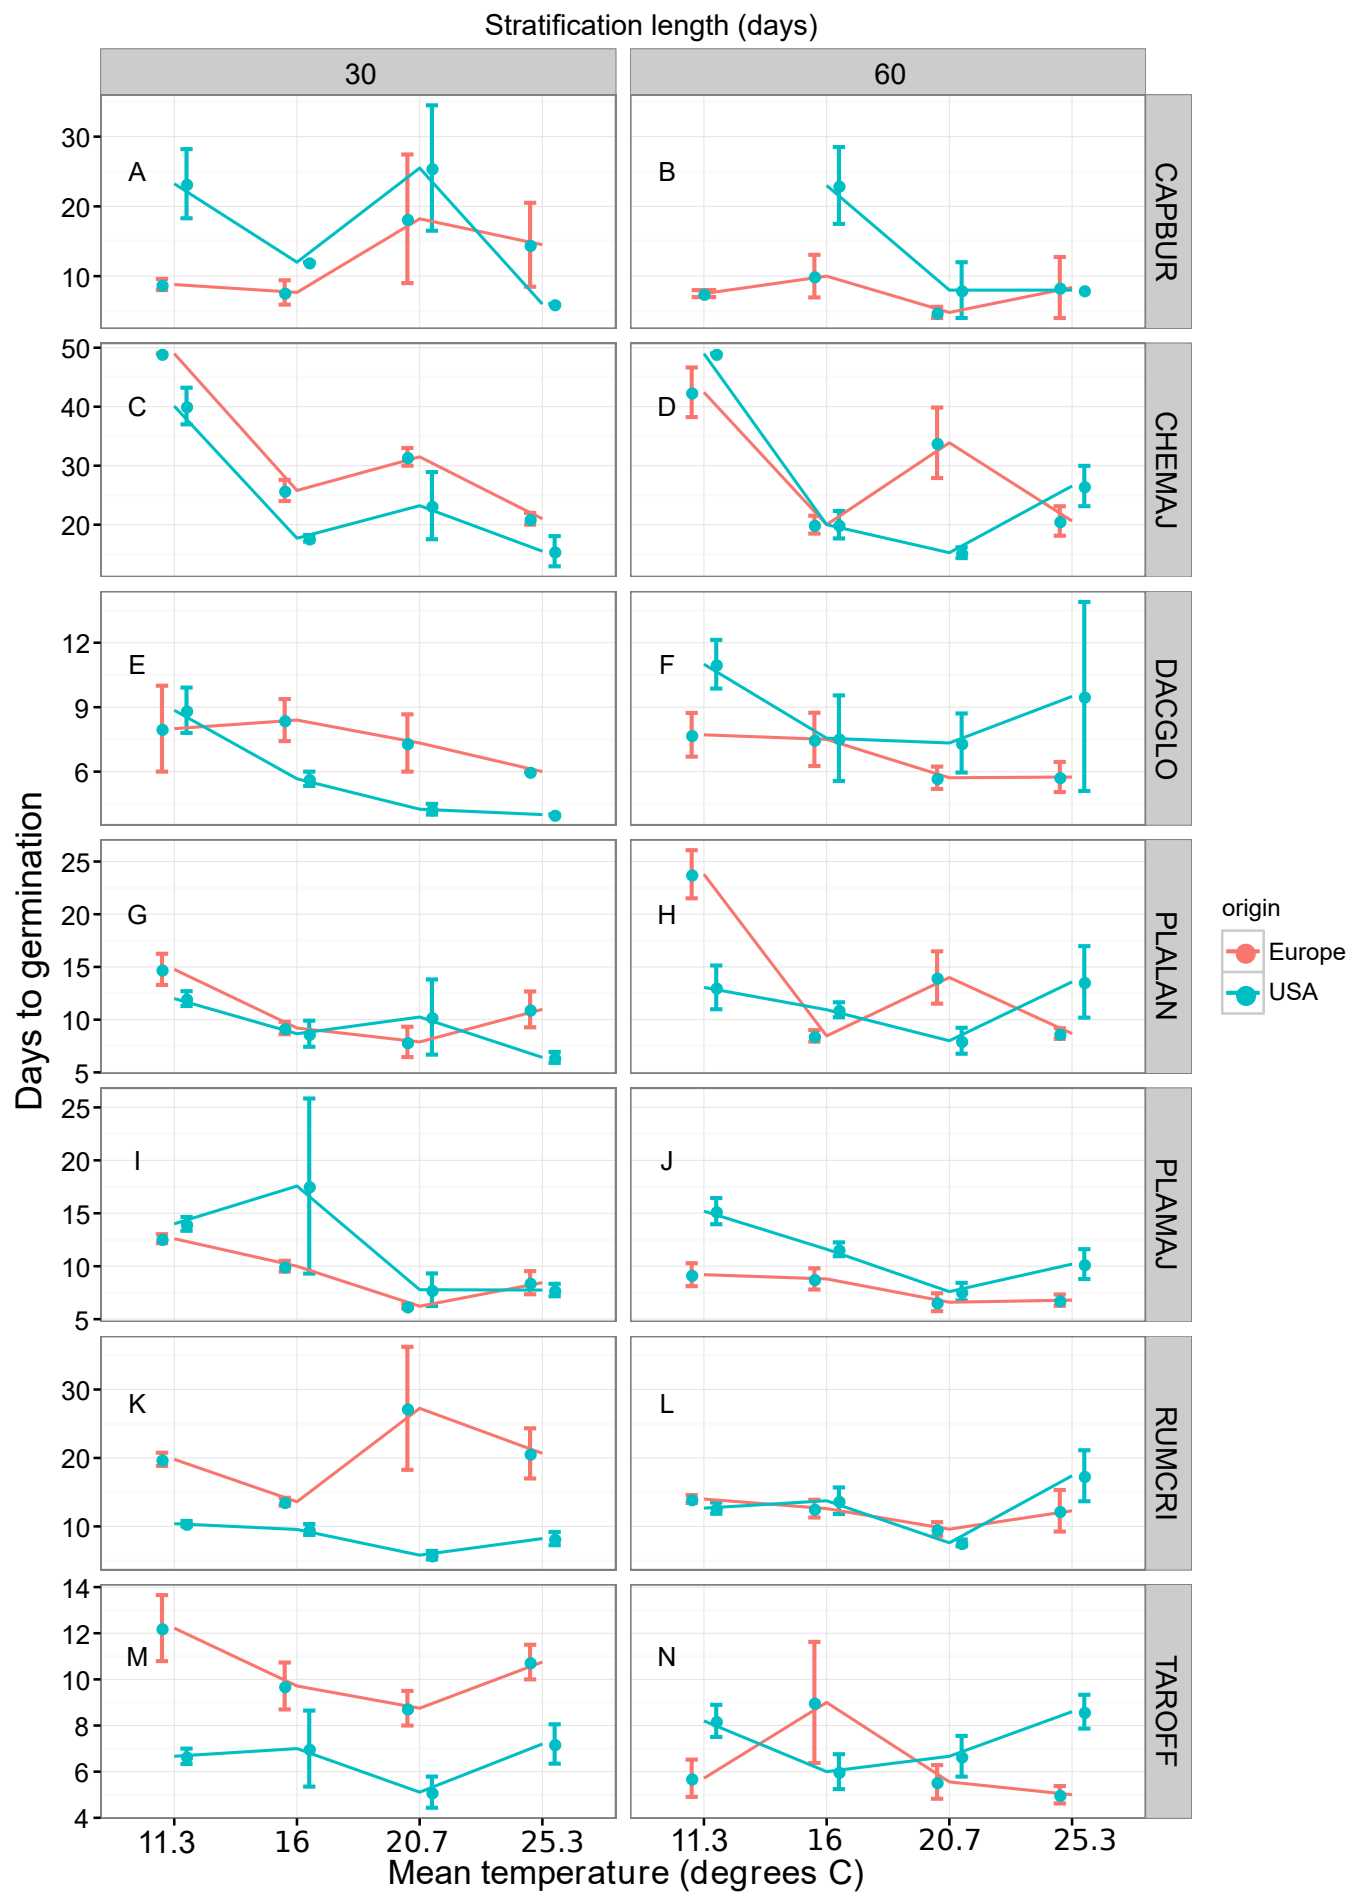 Stratification length (days)
30
60
30
20
10
A
B
CAPBUR
50
40
30
20
C
D
CHEMAJ
12
9
6
E
F
DACGLO
25
20
15
10
5
G
H
PLALAN
25
20
15
10
5
I
J
PLAMAJ
30
20
10
K
L
RUMCRI
14
12
10
8
6
4
M
N
TAROFF
11.3 16 20.7 25.3
11.3 16 20.7 25.3
Mean temperature (degrees C)
Days to germination
origin
Europe
USA